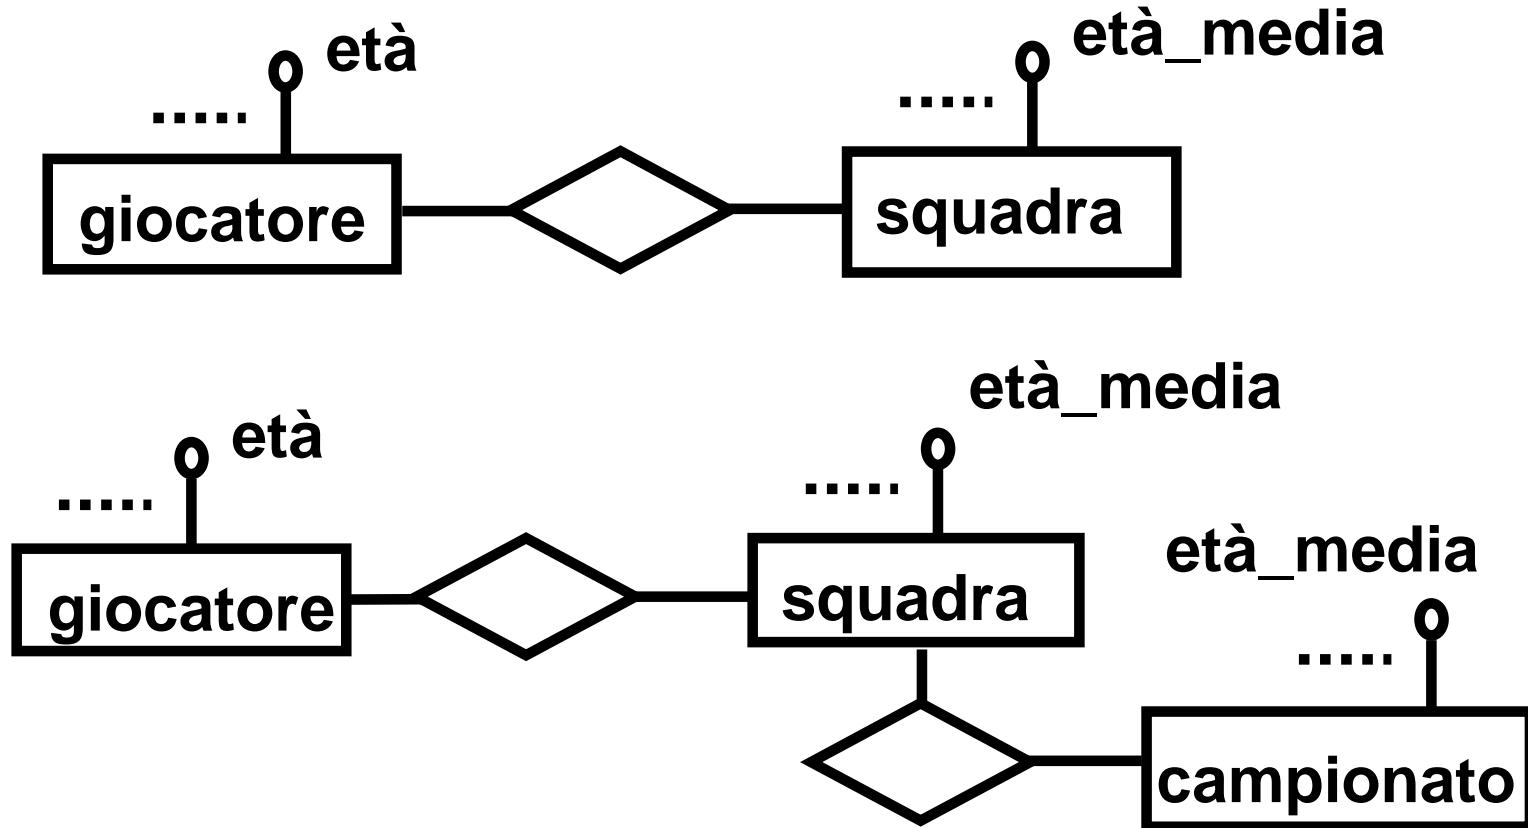 età
età_media
.....
.....
giocatore
squadra
età_media
età
.....
.....
giocatore
squadra
età_media
.....
campionato